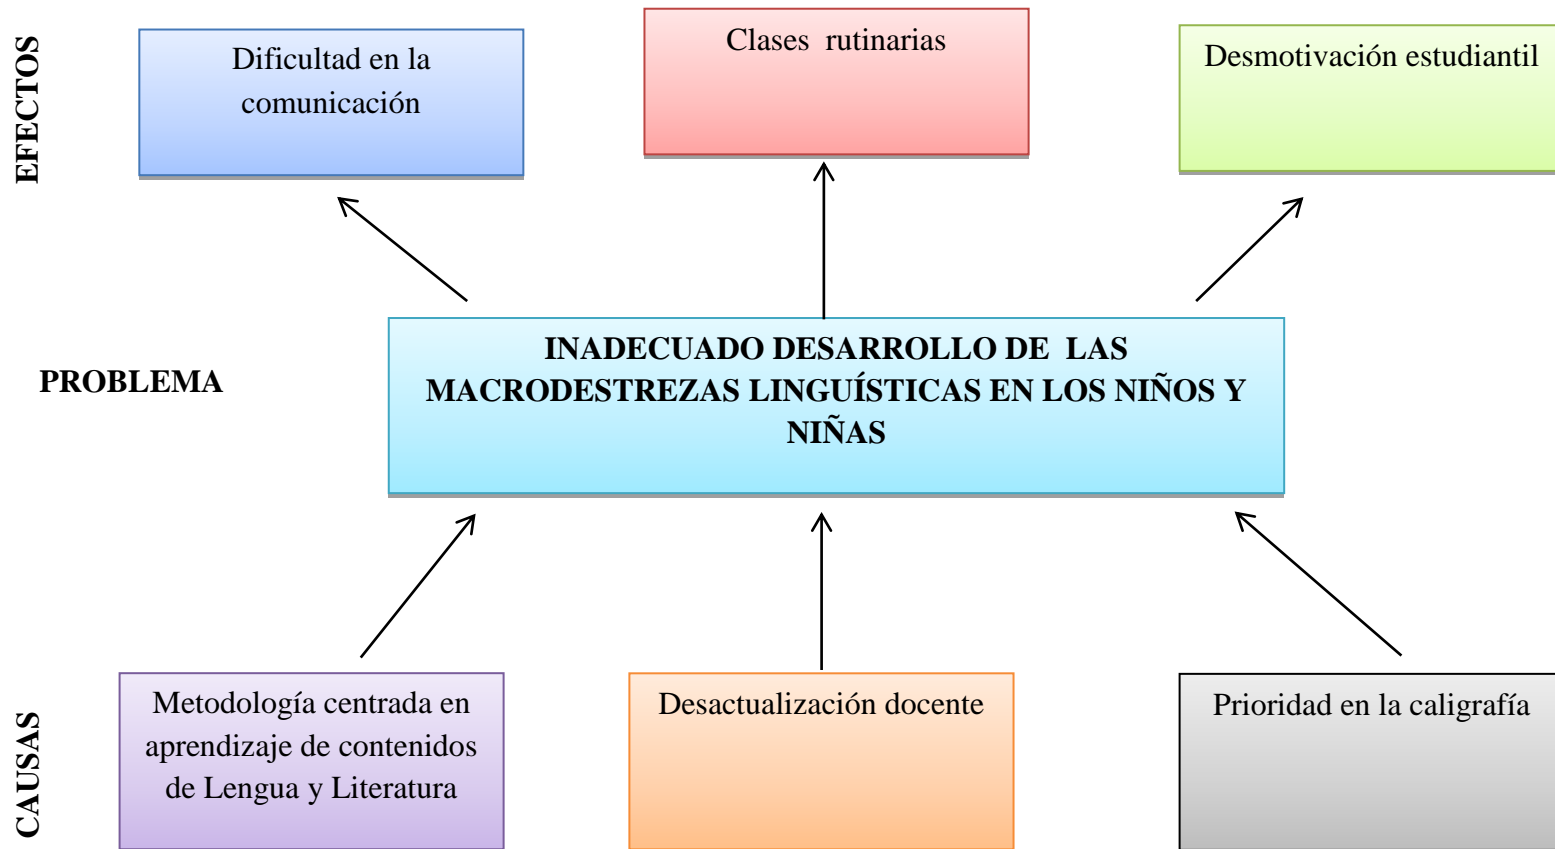 EFECTOS
Dificultad en la
comunicación
Clases rutinarias
Desmotivación estudiantil
PROBLEMA
INADECUADO DESARROLLO DE LAS
MACRODESTREZAS LINGUÍSTICAS EN LOS NIÑOS Y
NIÑAS
CAUSAS
Metodología centrada en
aprendizaje de contenidos
de Lengua y Literatura
Desactualización docente
Prioridad en la caligrafía